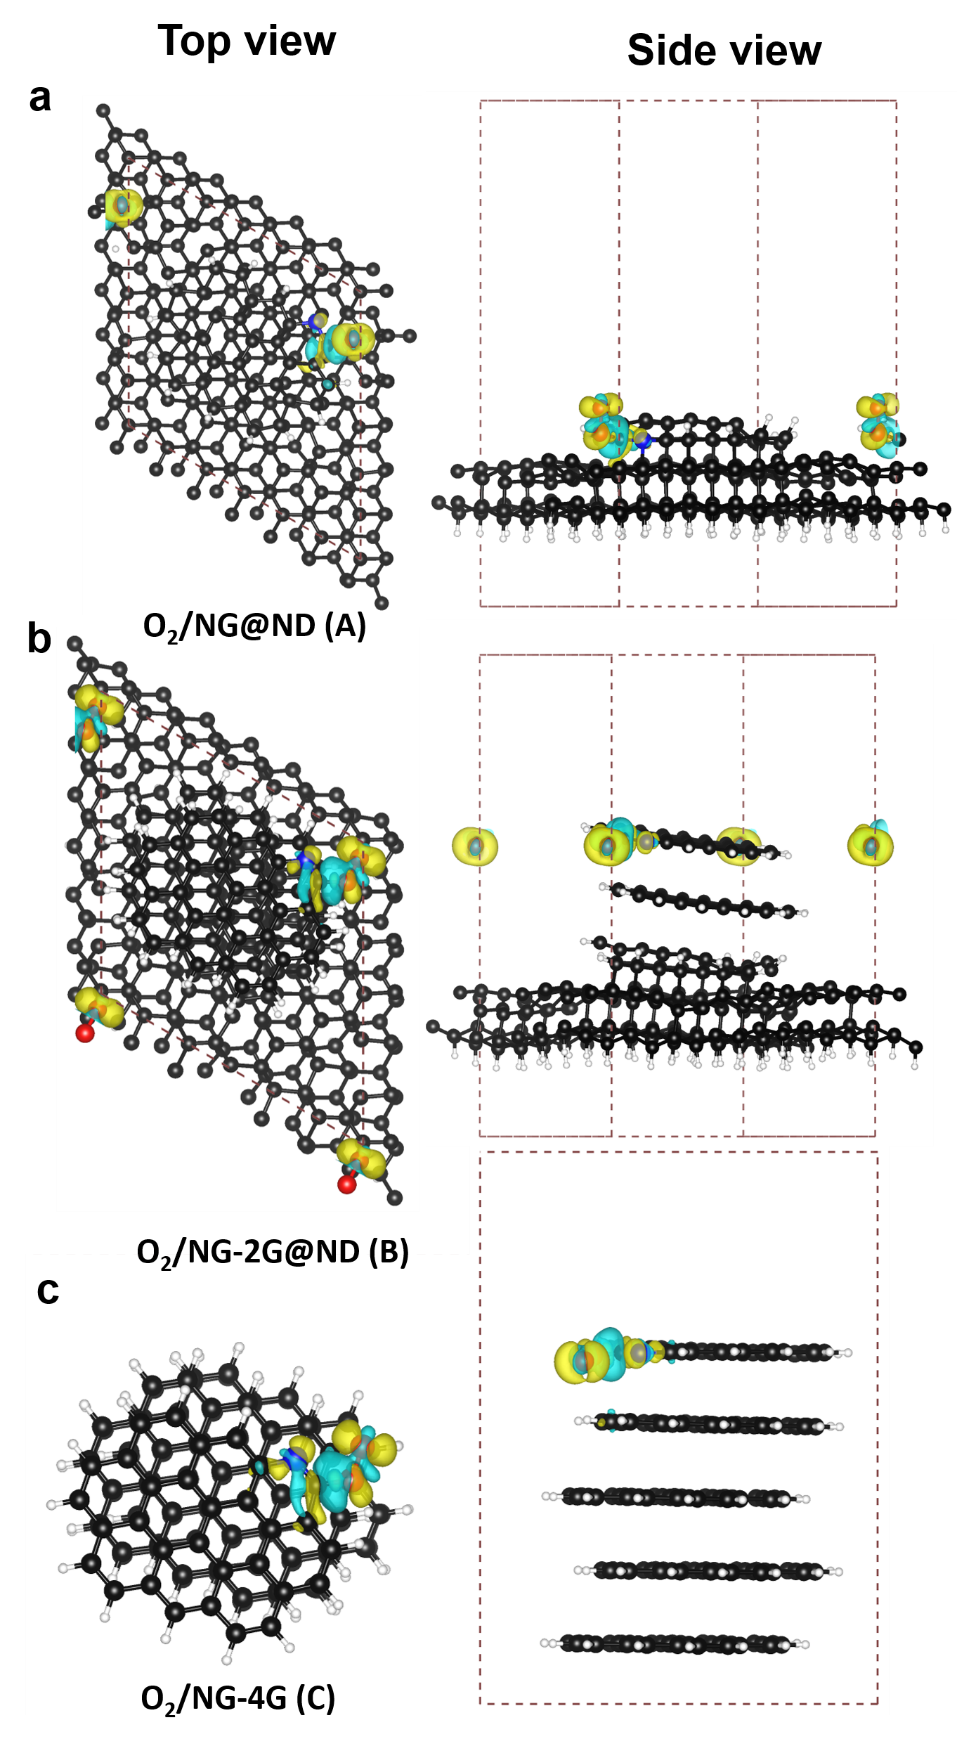 Top view
Side view
a
O₂/NG@ND (A)
b
O₂/NG-2G@ND (B)
c
O₂/NG-4G (C)